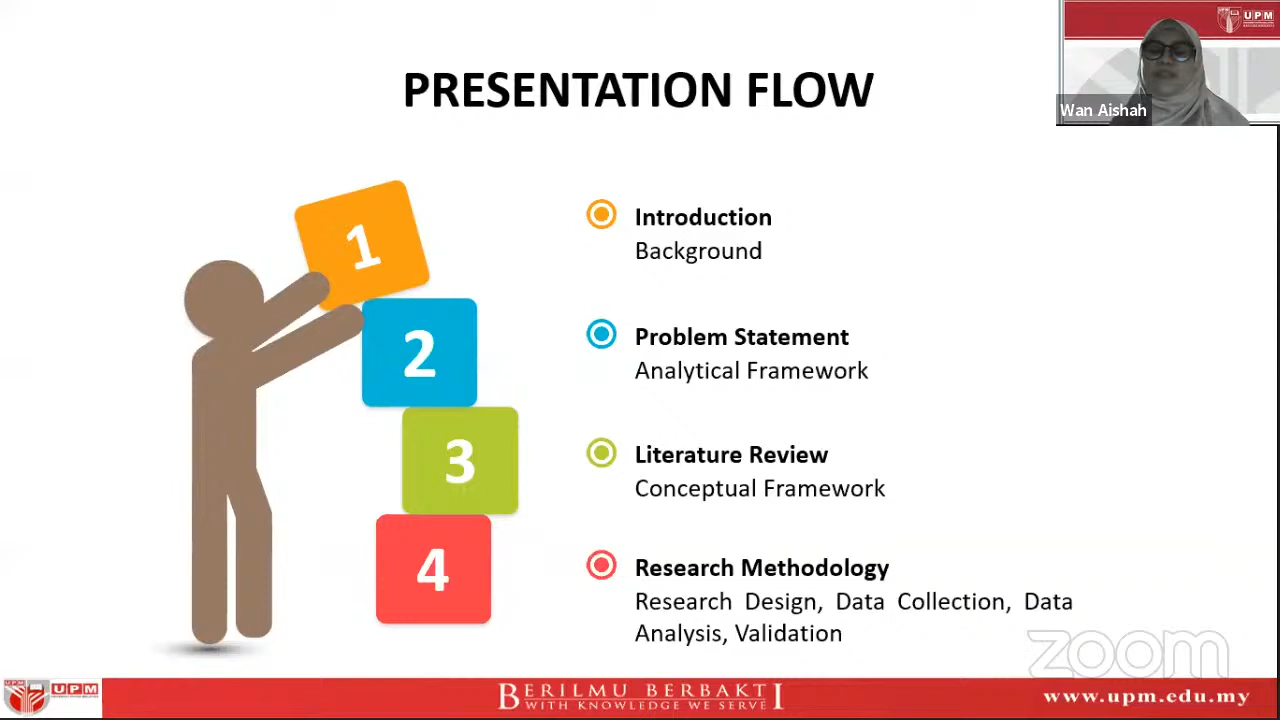 UPM
Wan Aishah
PRESENTATION FLOW
1
2
3
4
Introduction
Background
Problem Statement
Analytical Framework
Literature Review
Conceptual Framework
Research Methodology
Research Design, Data Collection, Data
Analysis, Validation
zoom
UPM
BERILMU BERBAKTI
WITH KNOWLEDGE WE SERVE
www.upm.edu.my